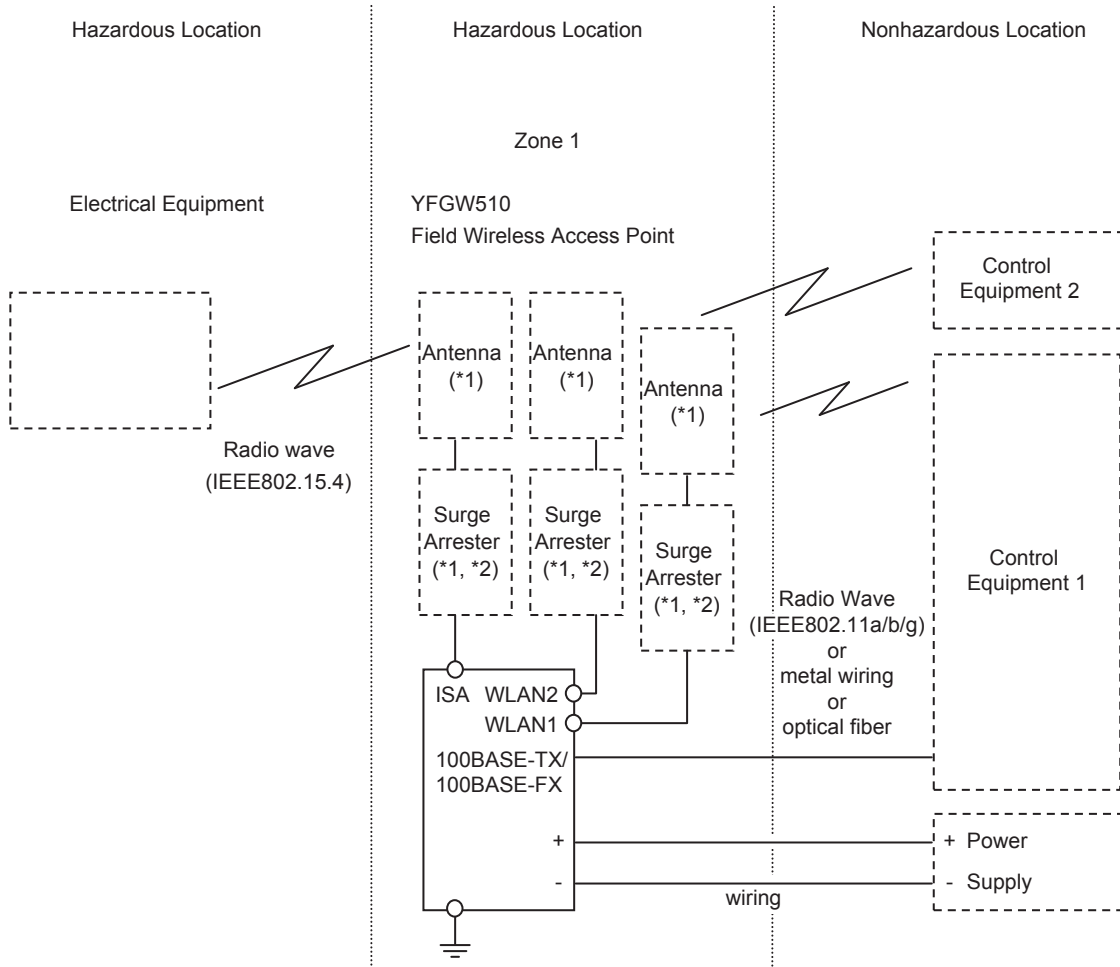 Hazardous Location
Hazardous Location
Nonhazardous Location
Zone 1
Electrical Equipment
YFGW510
Field Wireless Access Point
Control
Equipment 2
Antenna
(*1)
Antenna
(*1)
Antenna
(*1)
Radio wave
(IEEE802.15.4)
Surge
Arrester
(*1, *2)
Surge
Arrester
(*1, *2)
Surge
Arrester
(*1, *2)
Control
Equipment 1
Radio Wave
(IEEE802.11a/b/g)
or
metal wiring
or
optical fiber
ISA WLAN2
WLAN1
100BASE-TX/
100BASE-FX
+
-
wiring
+ Power
- Supply